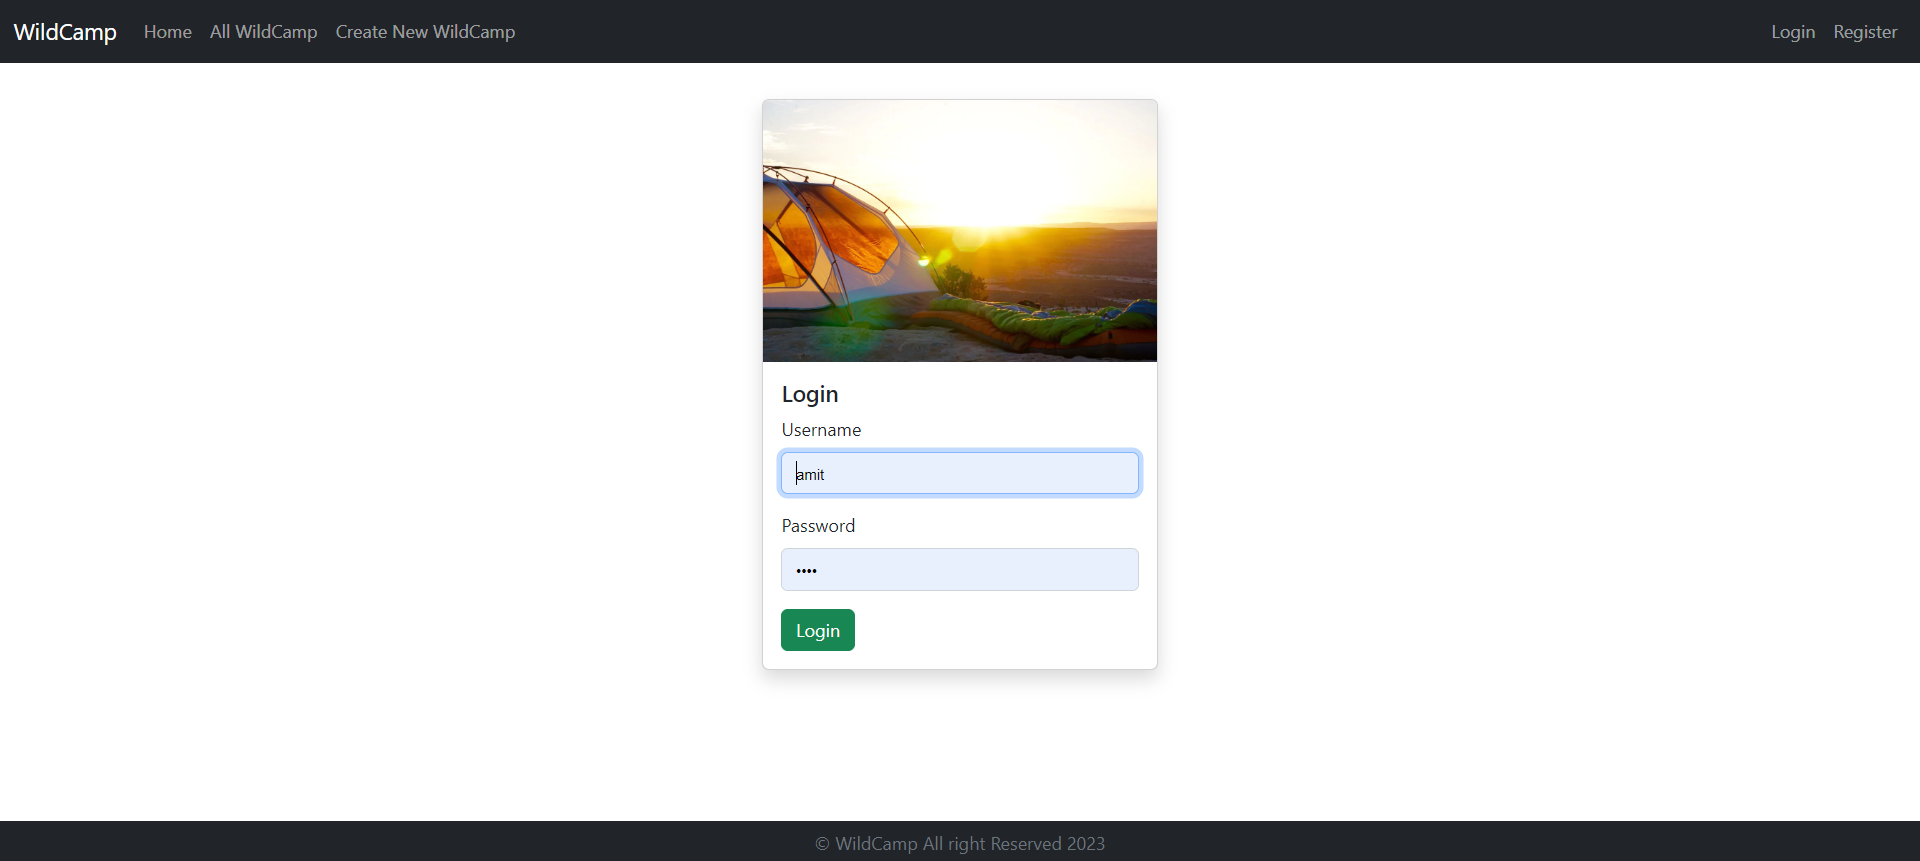 WildCamp Home All WildCamp Create New WildCamp Login Register
Login
Username
amit
Password
••••
Login
© WildCamp All right Reserved 2023